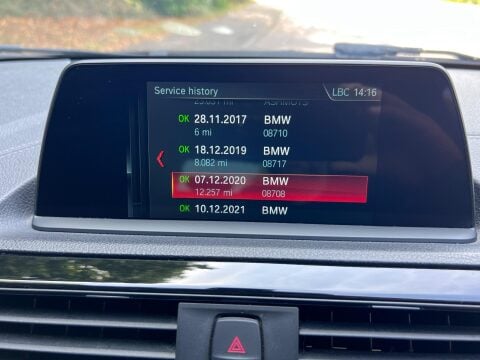 Service history
LBC 14:16
OK 28.11.2017 BMW
6 mi 08710
OK 18.12.2019 BMW
8.082 mi 08717
OK 07.12.2020 BMW
12.257 mi 08708
OK 10.12.2021 BMW